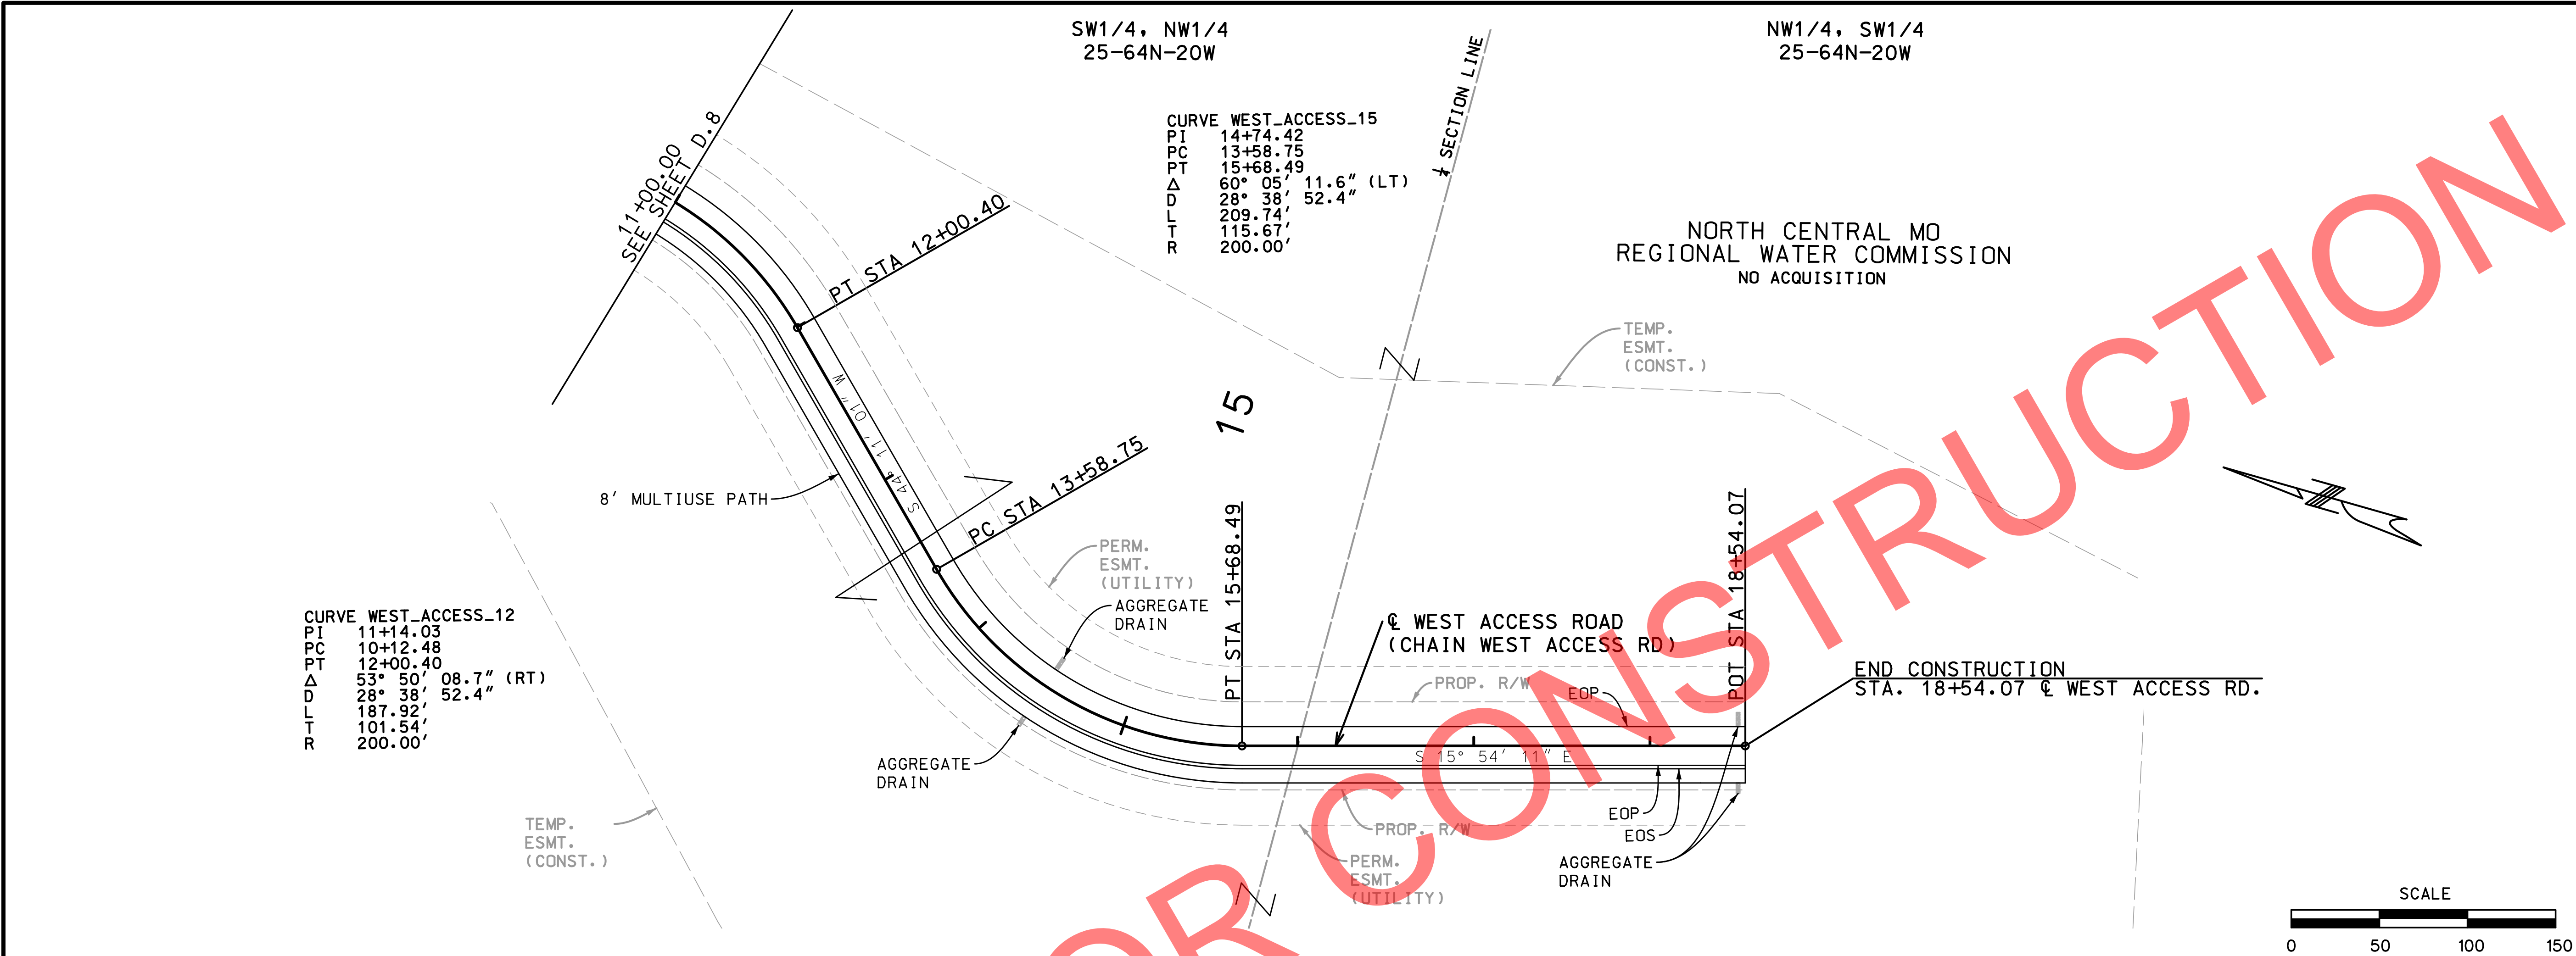 SW1/4, NW1/4
25-64N-20W
NW1/4, SW1/4
25-64N-20W
¼ SECTION LINE
11+00.00
SEE SHEET D.8
CURVE WEST_ACCESS_15
PI 14+74.42
PC 13+58.75
PT 15+68.49
Δ 60° 05' 11.6" (LT)
D 28° 38' 52.4"
L 209.74'
T 115.67'
R 200.00'
PT STA 12+00.40
NORTH CENTRAL MO
REGIONAL WATER COMMISSION
NO ACQUISITION
TEMP.
ESMT.
(CONST.)
S 44° 11' 01" W
15
PC STA 13+58.75
8' MULTIUSE PATH
PERM.
ESMT.
(UTILITY)
AGGREGATE
DRAIN
PT STA 15+68.49
POT STA 18+54.07
℄ WEST ACCESS ROAD
(CHAIN WEST ACCESS RD)
CURVE WEST_ACCESS_12
PI 11+14.03
PC 10+12.48
PT 12+00.40
Δ 53° 50' 08.7" (RT)
D 28° 38' 52.4"
L 187.92'
T 101.54'
R 200.00'
END CONSTRUCTION
STA. 18+54.07 ℄ WEST ACCESS RD.
PROP. R/W
EOP
S 15° 54' 11" E
AGGREGATE
DRAIN
EOP
EOS
AGGREGATE
DRAIN
PROP. R/W
PERM.
ESMT.
(UTILITY)
TEMP.
ESMT.
(CONST.)
OR CONSTRUCTION
SCALE
0 50 100 150